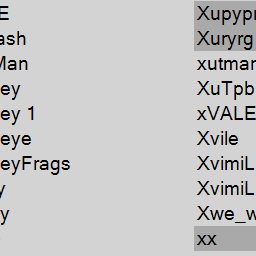 E
ash
Man
ey
ey 1
eye
eyFrags
y
y
Xupypr
Xuryrg
xutmar
XuTpb
xVALE
Xvile
XvimiL
XvimiL
Xwe_w
xx